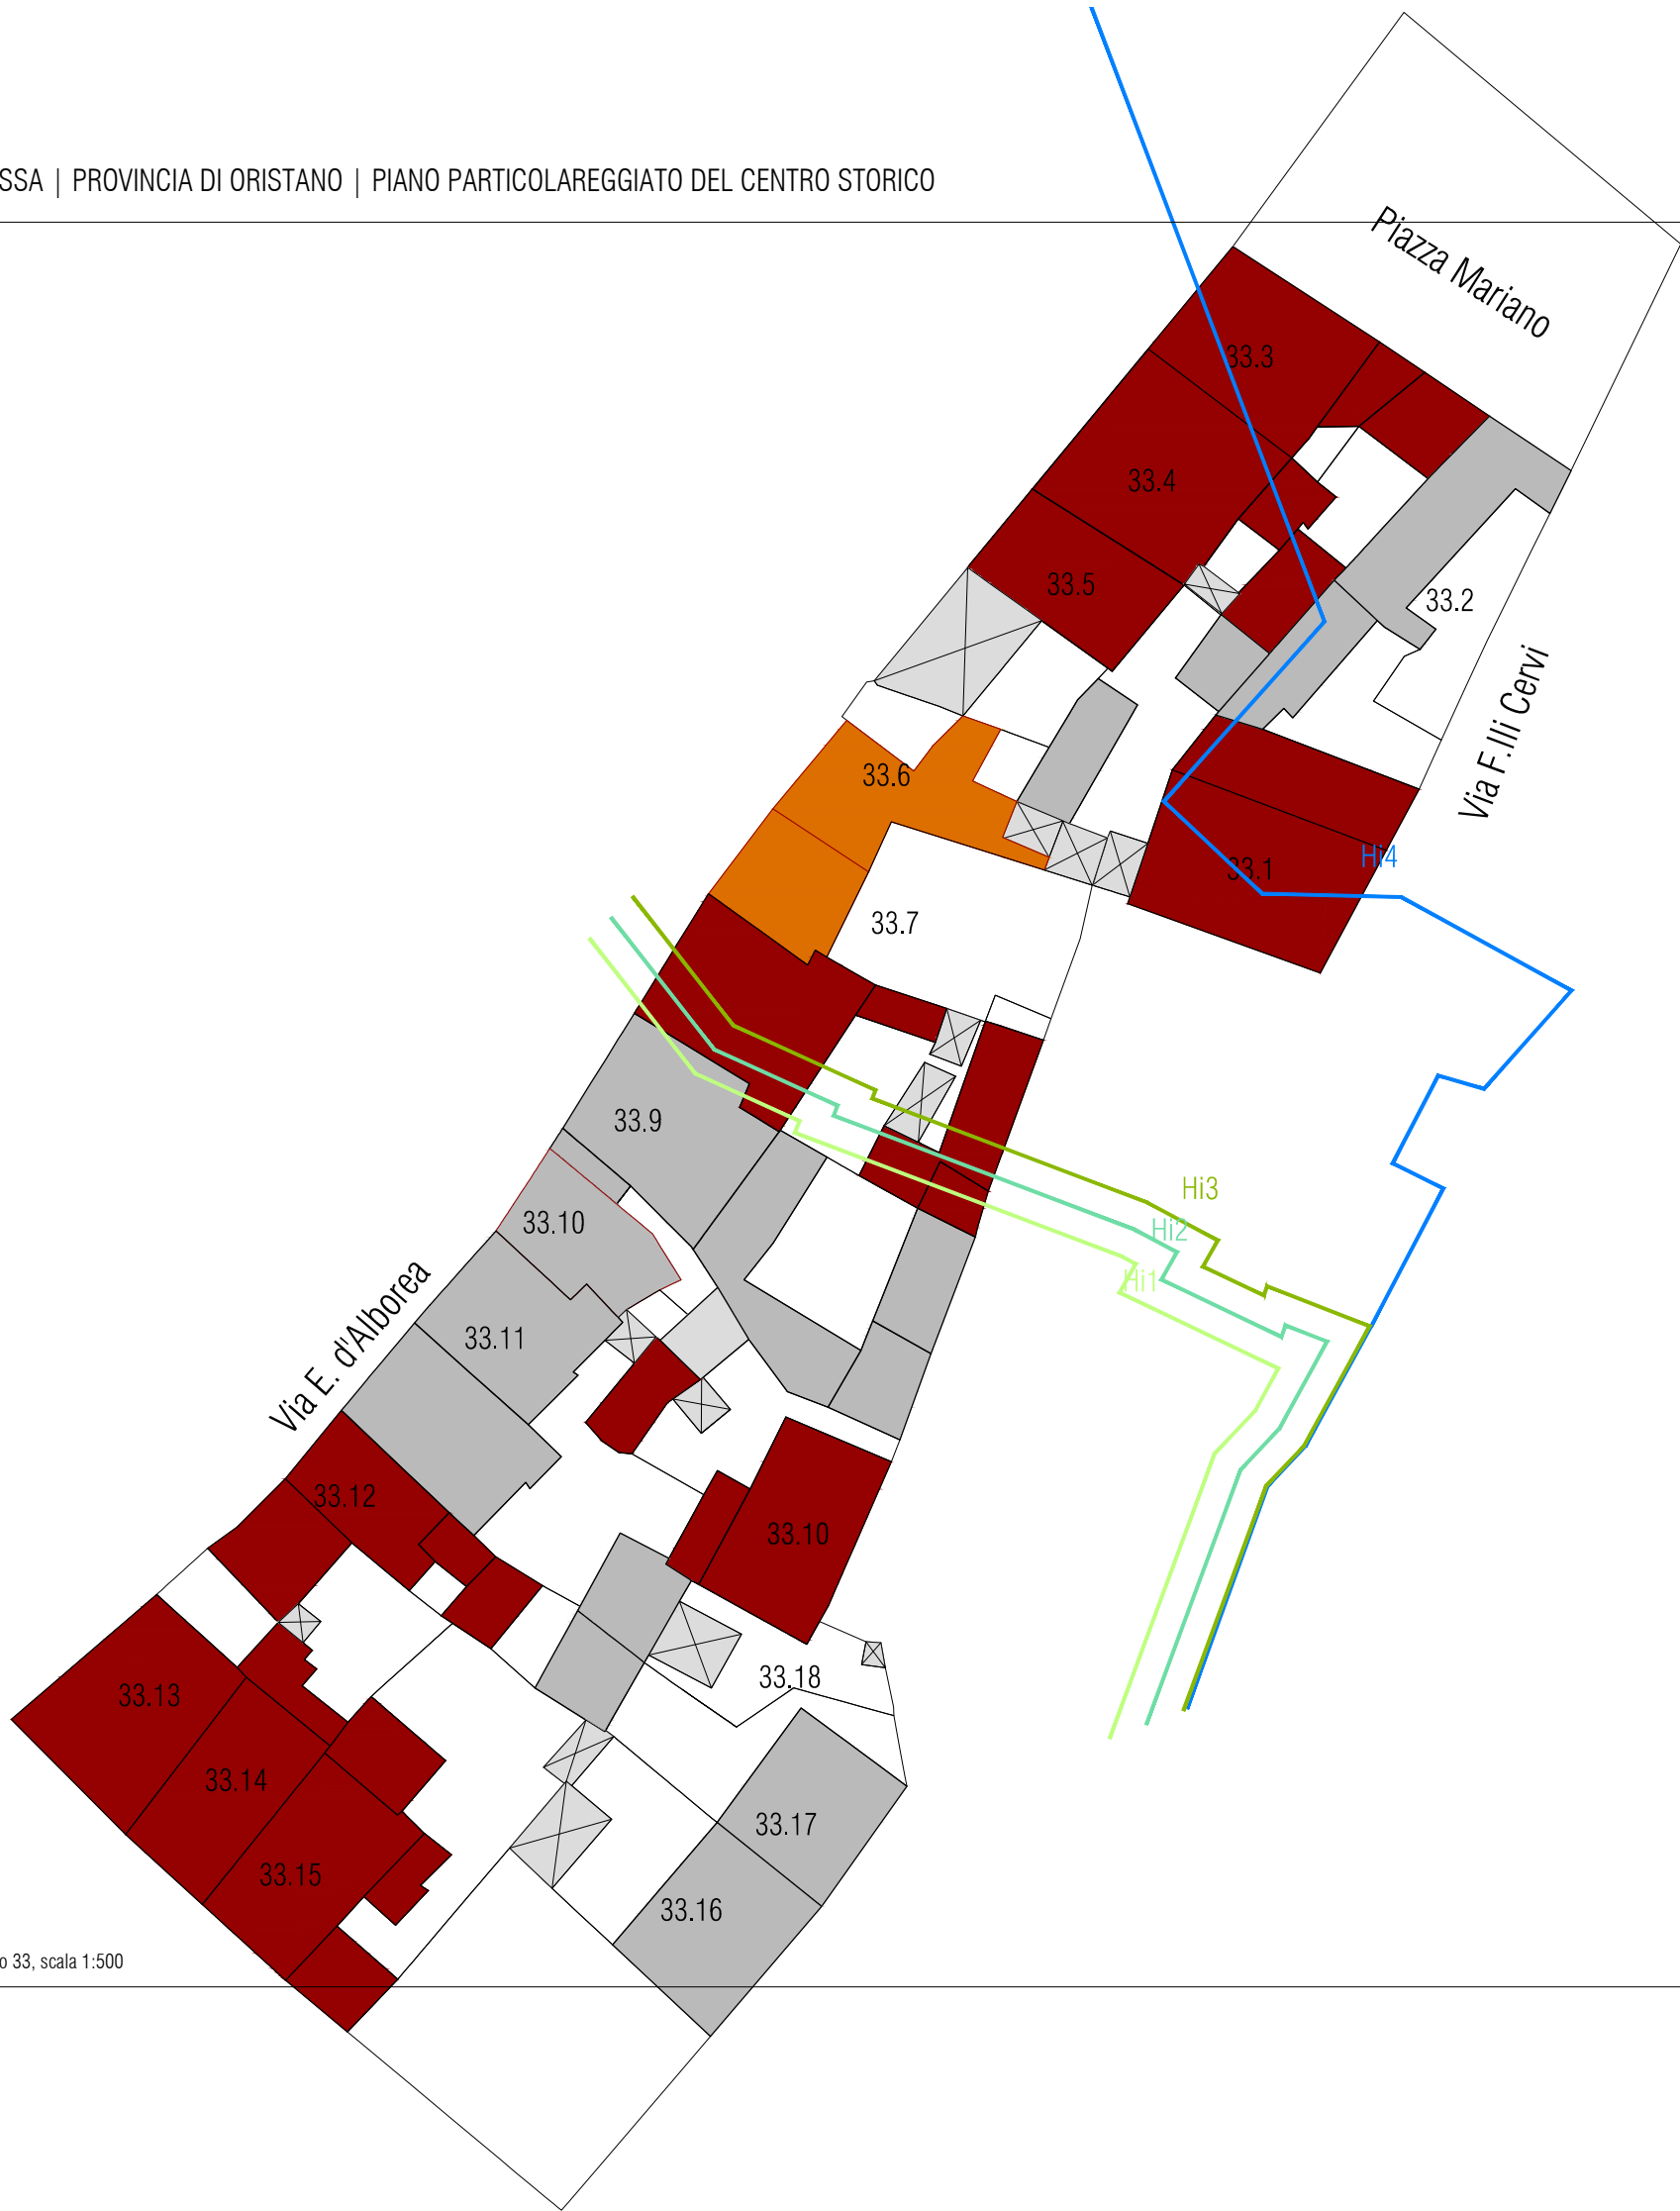 SSA | PROVINCIA DI ORISTANO | PIANO PARTICOLAREGGIATO DEL CENTRO STORICO
Piazza Mariano
33.3
33.4
33.5
33.2
Via F.lli Cervi
33.6
Hi4
33.1
33.7
33.9
Hi3
33.10
Hi2
Hi1
Via E. d'Alborea
33.11
33.12
33.10
33.18
33.13
33.14
33.17
33.15
33.16
o 33, scala 1:500